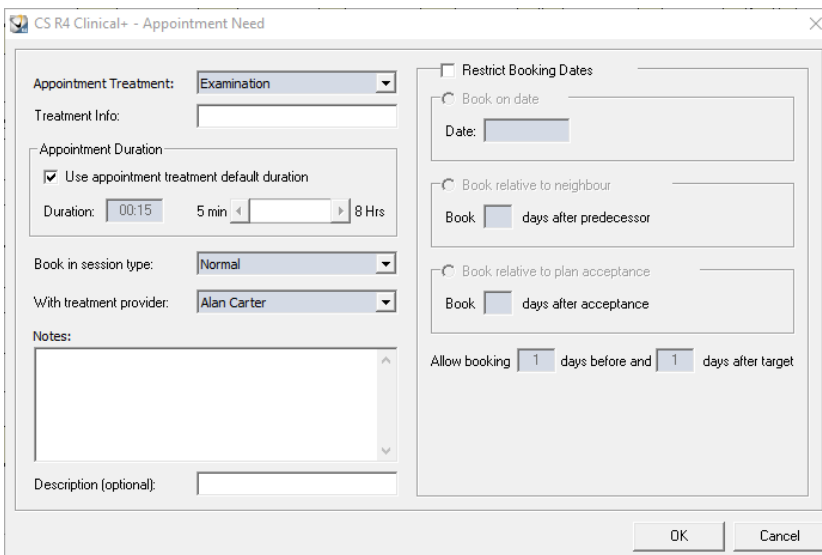 CS R4 Clinical+ - Appointment Need
Appointment Treatment: Examination
Treatment Info:
Appointment Duration
Use appointment treatment default duration
Duration: 00:15 5 min 8 Hrs
Book in session type: Normal
With treatment provider: Alan Carter
Notes:
Description (optional):
Restrict Booking Dates
Book on date
Date:
Book relative to neighbour
Book days after predecessor
Book relative to plan acceptance
Book days after acceptance
Allow booking 1 days before and 1 days after target
OK Cancel